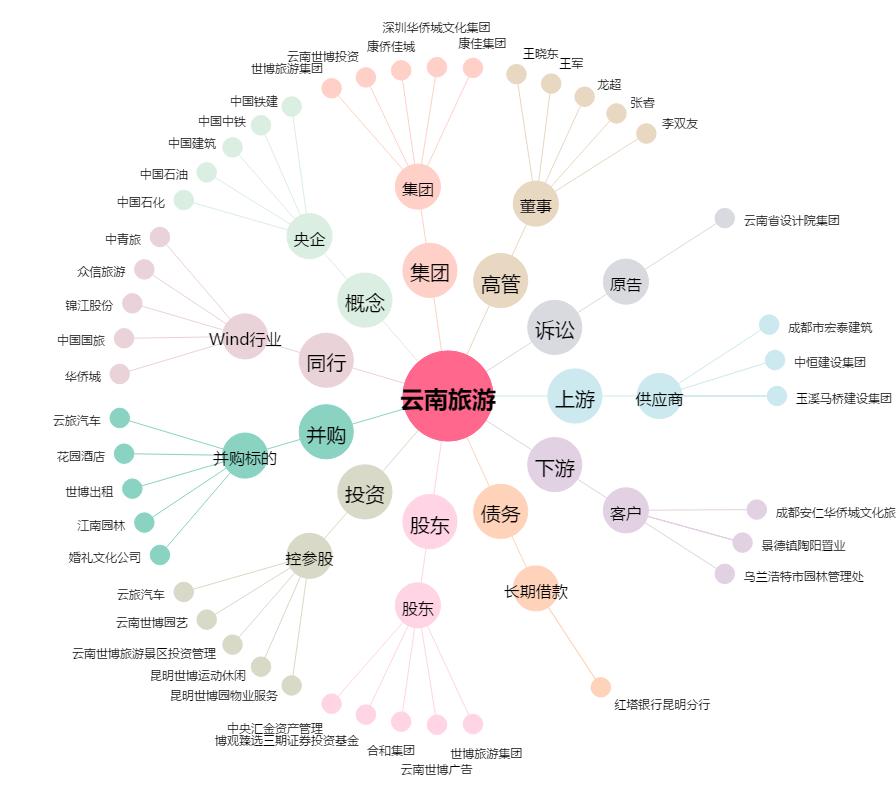 深圳华侨城文化集团
康佳集团
康侨佳城
云南世博投资
世博旅游集团
王晓东
王军
龙超
张睿
李双友
中国铁建
中国中铁
中国建筑
中国石油
中国石化
集团
董事
云南省设计院集团
央企
中青旅
众信旅游
锦江股份
中国国旅
华侨城
集团
高管
原告
概念
诉讼
成都市宏泰建筑
中恒建设集团
玉溪马桥建设集团
Wind行业
同行
云南旅游
上游
供应商
云旅汽车
花园酒店
世博出租
江南园林
婚礼文化公司
并购
并购标的
下游
投资
股东
债务
客户
成都安仁华侨城文化旅
景德镇陶阳置业
乌兰浩特市园林管理处
控参股
云旅汽车
云南世博园艺
云南世博旅游景区投资管理
昆明世博运动休闲
昆明世博园物业服务
股东
长期借款
红塔银行昆明分行
中央汇金资产管理
博观臻选三期证券投资基金
合和集团
云南世博广告
世博旅游集团